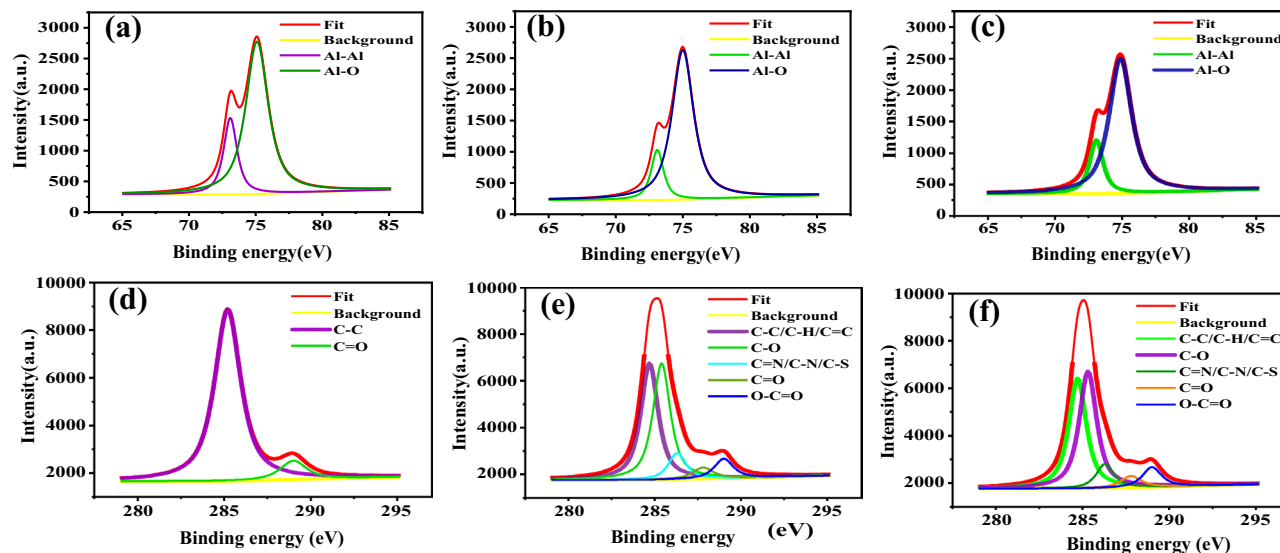 (a)
Fit
Background
Al-Al
Al-O
3000
2500
2000
1500
1000
500
0
Intensity(a.u.)
65 70 75 80 85
Binding energy(eV)
(b)
Fit
Background
Al-Al
Al-O
3000
2500
2000
1500
1000
500
0
Intensity(a.u.)
65 70 75 80 85
Binding energy(eV)
(c)
Fit
Background
Al-Al
Al-O
3000
2500
2000
1500
1000
500
0
Intensity(a.u.)
65 70 75 80 85
Binding energy(eV)
(d)
Fit
Background
C-C
C=O
10000
8000
6000
4000
2000
Intensity(a.u.)
280 285 290 295
Binding energy (eV)
(e)
Fit
Background
C-C/C-H/C=C
C-O
C=N/C-N/C-S
C=O
O-C=O
10000
8000
6000
4000
2000
Intensity(a.u.)
280 285 290 295
Binding energy (eV)
(f)
Fit
Background
C-C/C-H/C=C
C-O
C=N/C-N/C-S
C=O
O-C=O
10000
8000
6000
4000
2000
Intensity(a.u.)
280 285 290 295
Binding energy (eV)